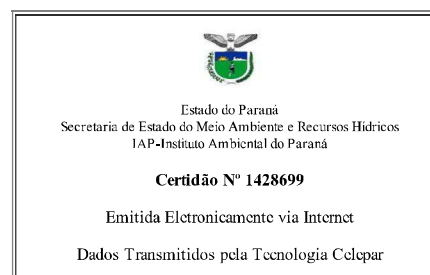 Estado do Paraná
Secretaria de Estado do Meio Ambiente e Recursos Hídricos
IAP-Instituto Ambiental do Paraná
Certidão Nº 1428699
Emitida Eletronicamente via Internet
Dados Transmitidos pela Tecnologia Celepar